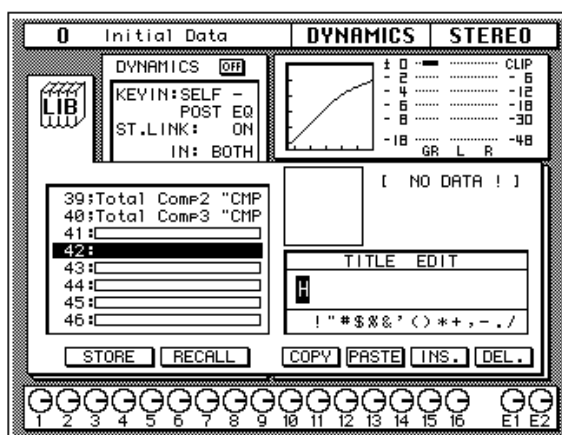 0 Initial Data DYNAMICS STEREO
DYNAMICS OFF
KEYIN:SELF -
POST EQ
ST.LINK: ON
IN: BOTH
LIB
± 0 CLIP
- 2 - 6
- 4 -12
- 6 -18
- 8 -30
-18 -48
GR L R
[ NO DATA ! ]
39;Total Comp2 "CMP
40;Total Comp3 "CMP
41:
42:
43:
44:
45:
46:
TITLE EDIT
H
!"#$%&'()*+,-./
STORE RECALL COPY PASTE INS. DEL.
1 2 3 4 5 6 7 8 9 10 11 12 13 14 15 16 E1 E2